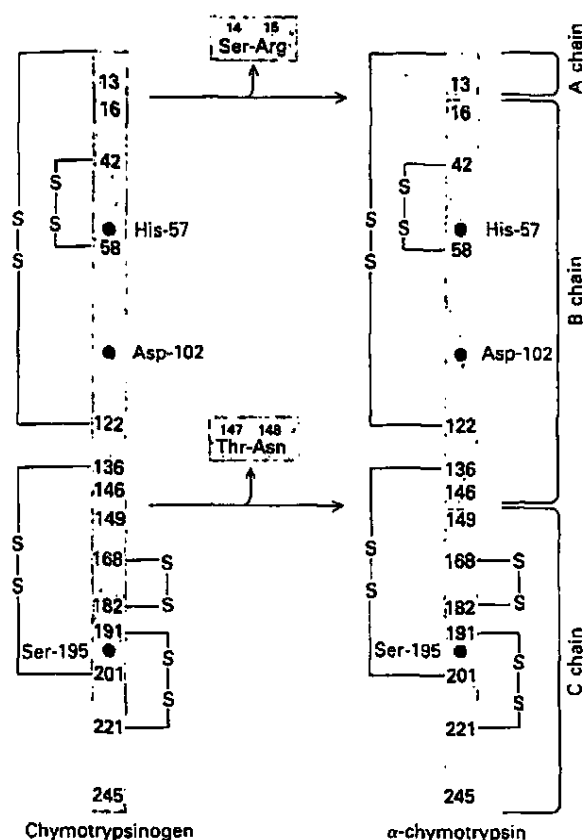 14 15
Ser-Arg
13
16
42
S
S
His-57
58
S
S
Asp-102
122
147 148
Thr-Asn
136
146
149
S
S
168
S
182
S
191
Ser-195
S
201
S
221
245
Chymotrypsinogen
13
16
42
S
S
His-57
58
S
S
Asp-102
122
136
146
149
S
S
168
S
182
S
191
Ser-195
S
201
S
221
245
α-chymotrypsin
A chain
B chain
C chain